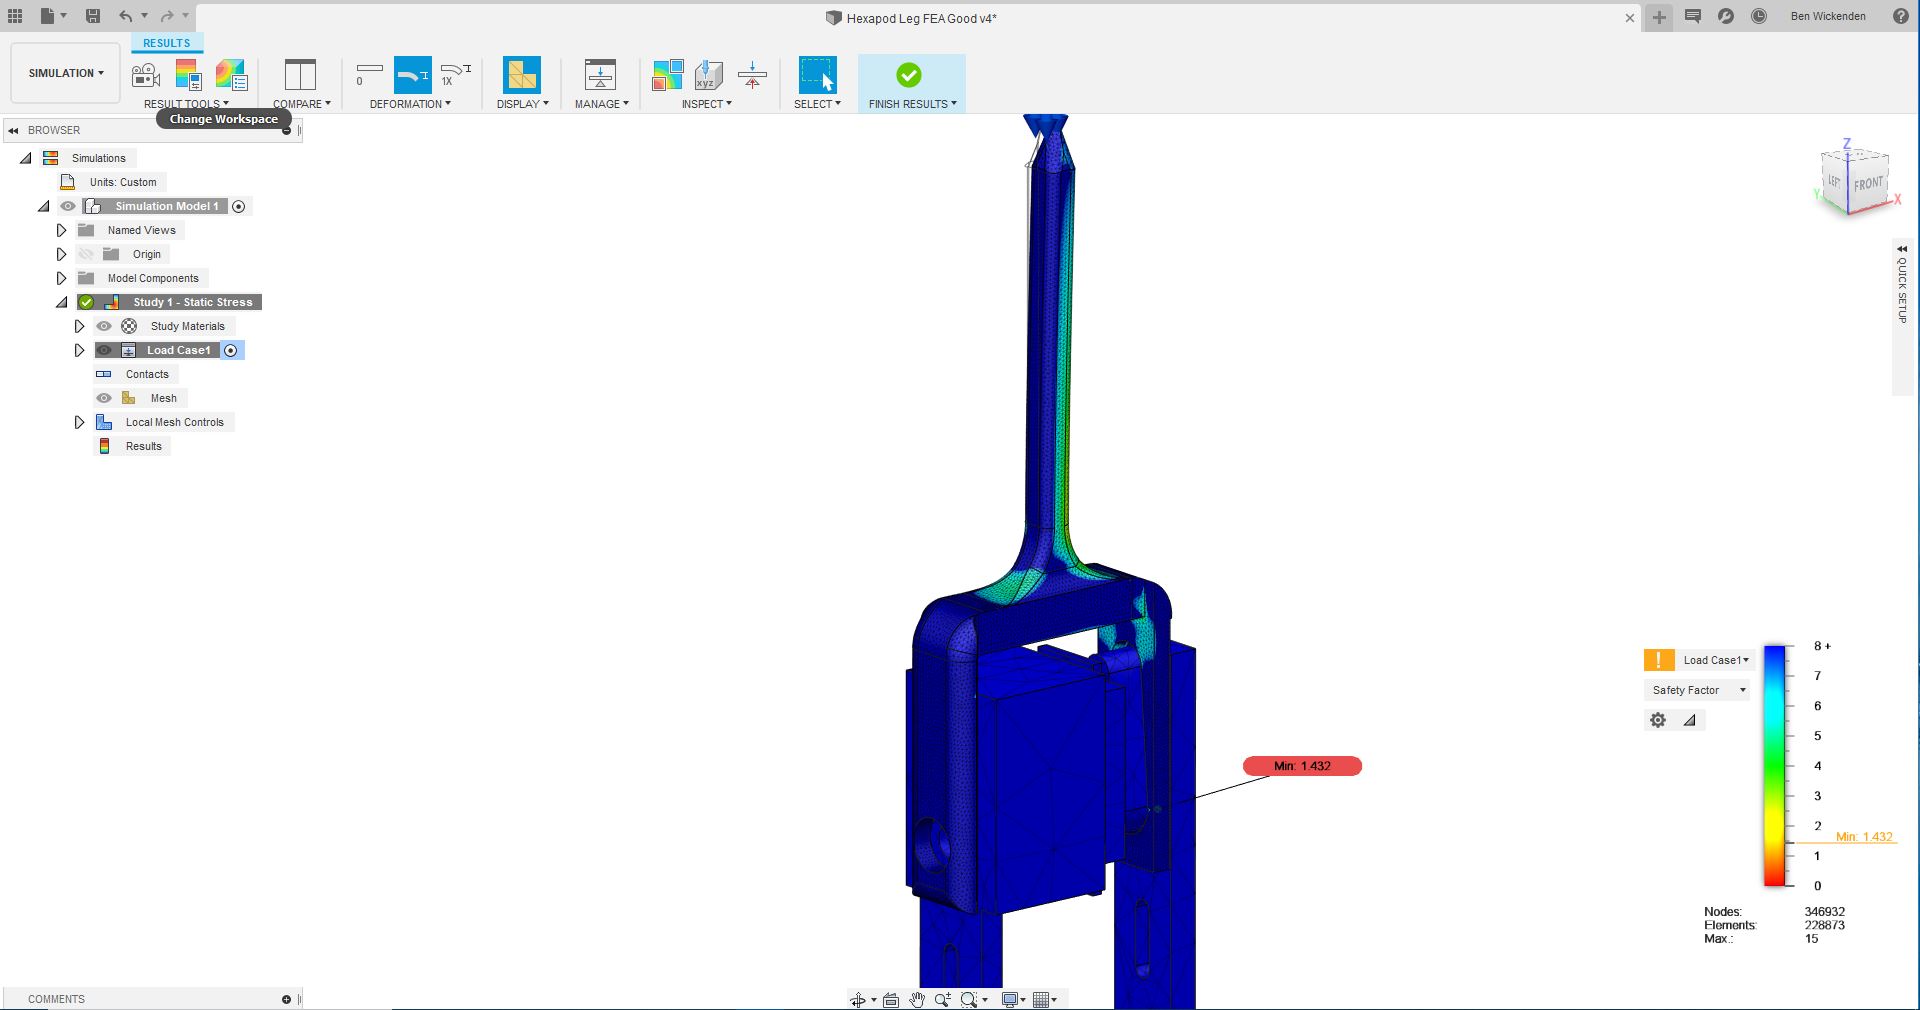 Hexapod Leg FEA Good v4*
Ben Wickenden
RESULTS
SIMULATION
0
1X
xyz
RESULT TOOLS
COMPARE
DEFORMATION
DISPLAY
MANAGE
INSPECT
SELECT
FINISH RESULTS
Change Workspace
BROWSER
Simulations
Units: Custom
Simulation Model 1
Named Views
Origin
Model Components
Study 1 - Static Stress
Study Materials
Load Case1
Contacts
Mesh
Local Mesh Controls
Results
Z
LEFT
FRONT
Y
X
QUICK SETUP
Min: 1.432
Load Case1
Safety Factor
8 +
7
6
5
4
3
2
Min: 1.432
1
0
Nodes: 346932
Elements: 228873
Max.: 15
COMMENTS